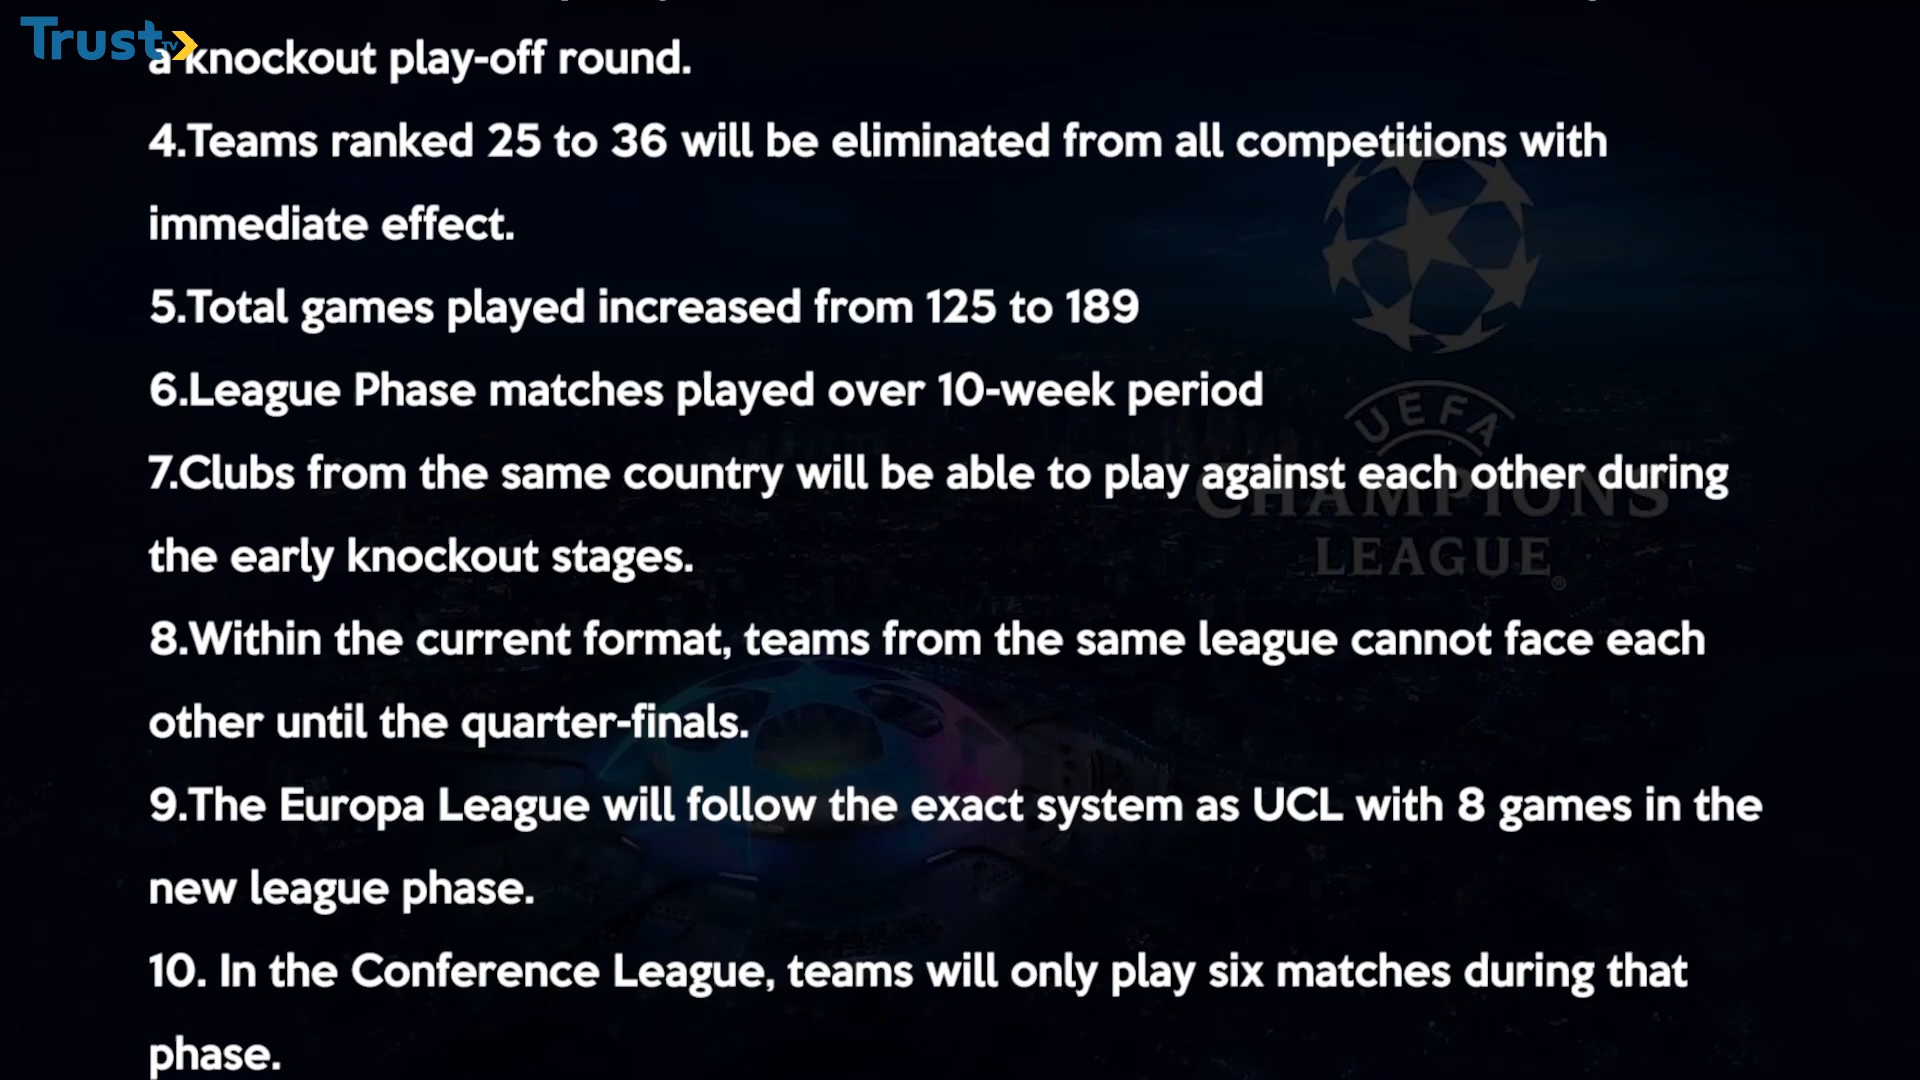 Trust TV
a knockout play-off round.
4.Teams ranked 25 to 36 will be eliminated from all competitions with
immediate effect.
5.Total games played increased from 125 to 189
6.League Phase matches played over 10-week period
7.Clubs from the same country will be able to play against each other during
the early knockout stages.
8.Within the current format, teams from the same league cannot face each
other until the quarter-finals.
9.The Europa League will follow the exact system as UCL with 8 games in the
new league phase.
10. In the Conference League, teams will only play six matches during that
phase.
UEFA
CHAMPIONS
LEAGUE®